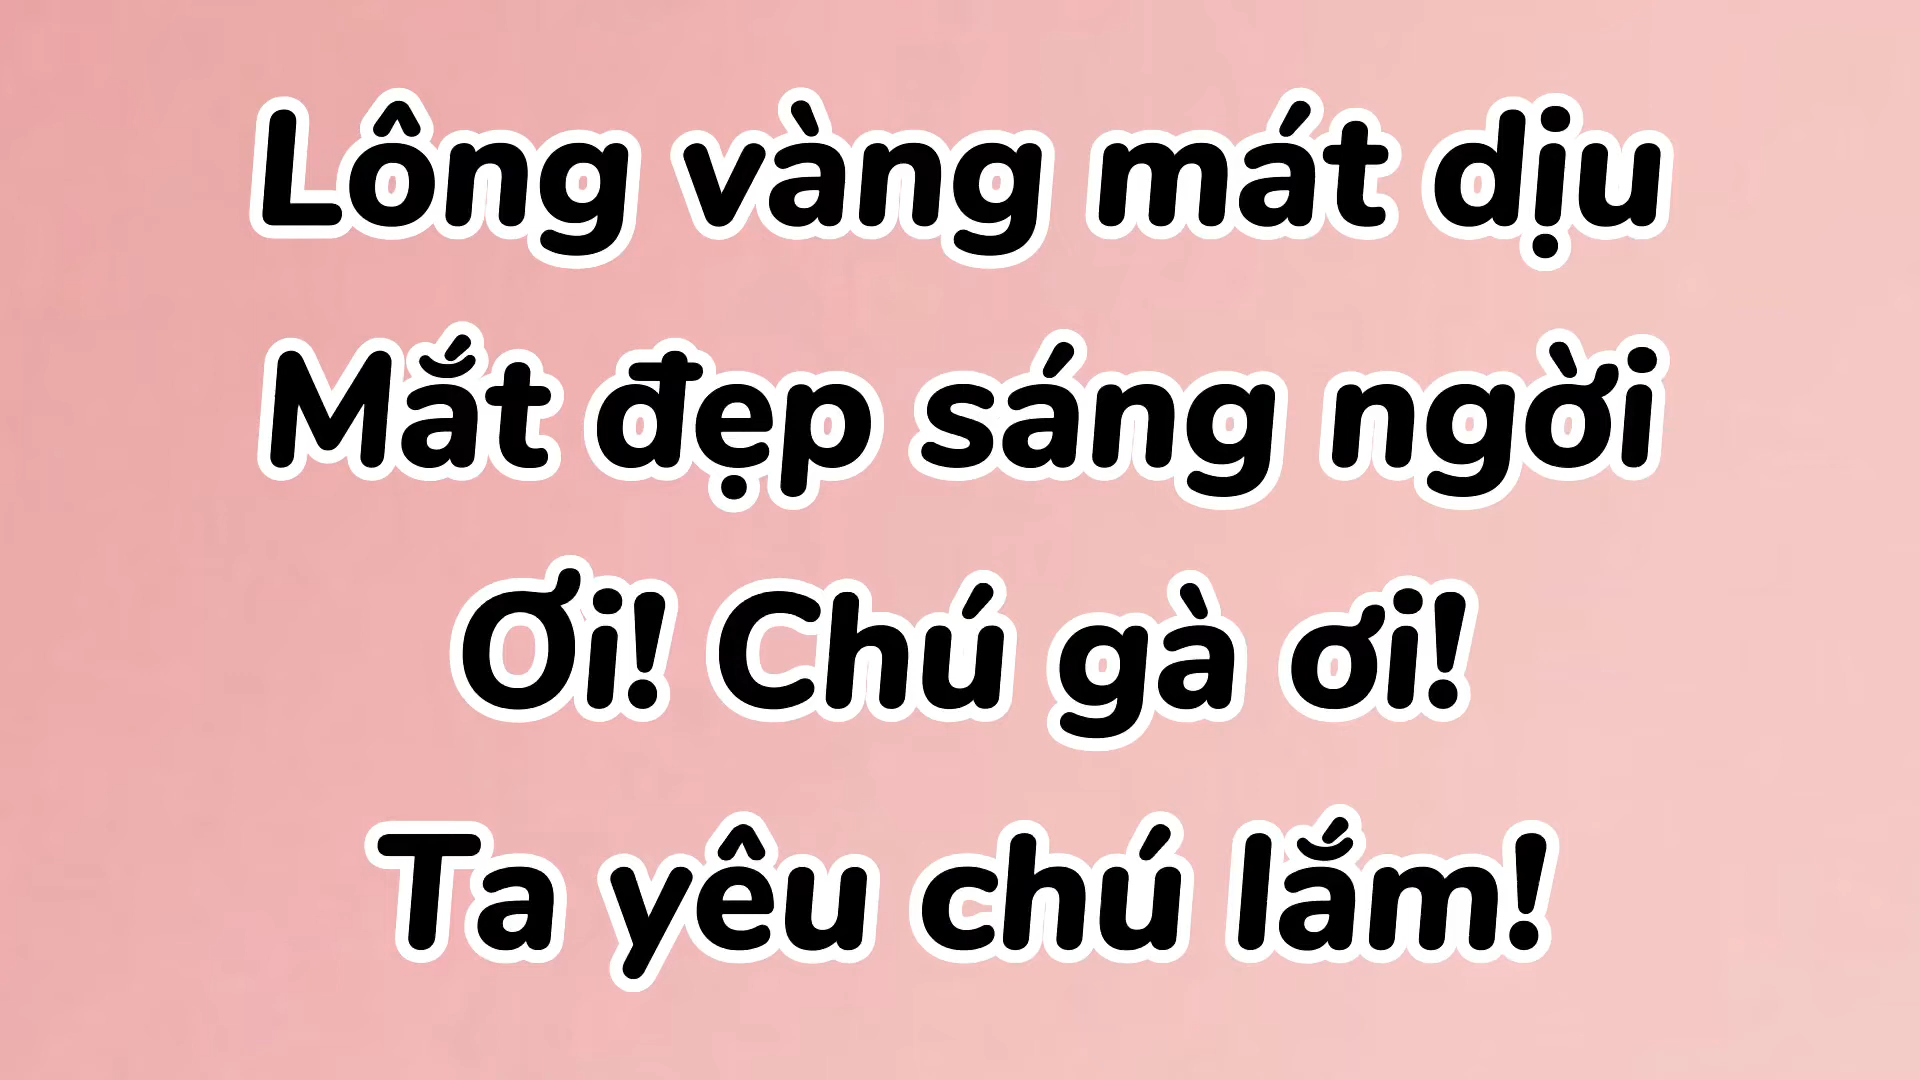 Lông vàng mát dịu
Mắt đẹp sáng ngời
Ơi! Chú gà ơi!
Ta yêu chú lắm!